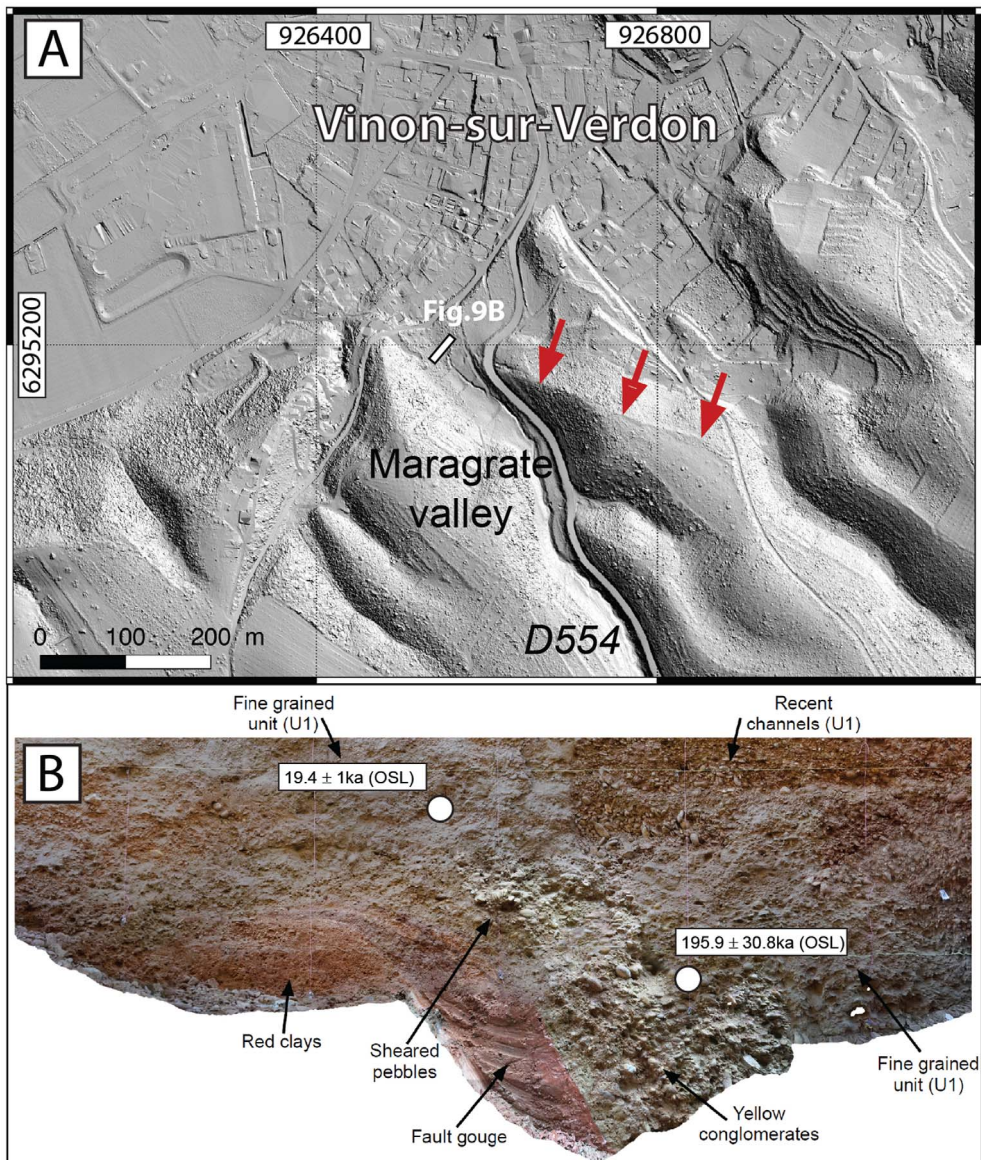 A
926400
926800
Vinon-sur-Verdon
6295200
Fig.9B
Maragrate
valley
0 100 200 m
D554
B
Fine grained
unit (U1)
Recent
channels (U1)
19.4 ± 1ka (OSL)
195.9 ± 30.8ka (OSL)
Red clays
Sheared
pebbles
Fault gouge
Yellow
conglomerates
Fine grained
unit (U1)